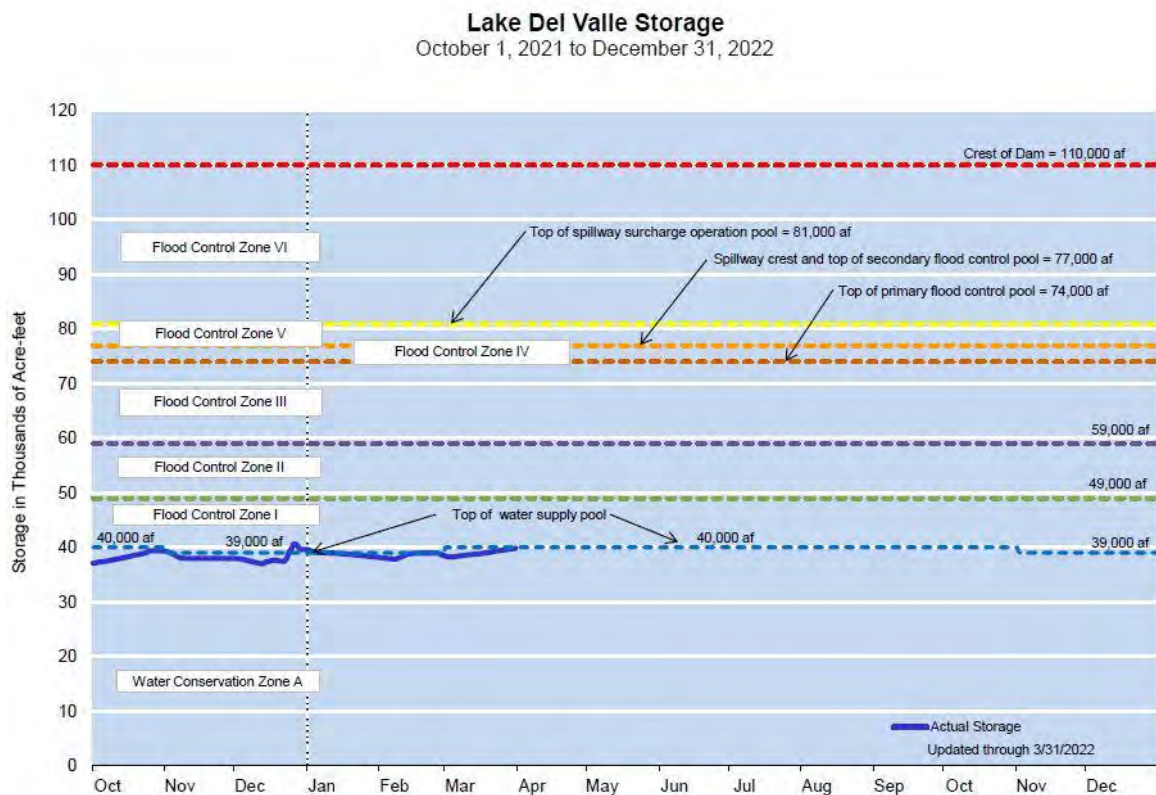 Lake Del Valle Storage
October 1, 2021 to December 31, 2022
Storage in Thousands of Acre-feet
120
110
100
90
80
70
60
50
40
30
20
10
0
Crest of Dam = 110,000 af
Flood Control Zone VI
Top of spillway surcharge operation pool = 81,000 af
Spillway crest and top of secondary flood control pool = 77,000 af
Top of primary flood control pool = 74,000 af
Flood Control Zone V
Flood Control Zone IV
Flood Control Zone III
59,000 af
Flood Control Zone II
49,000 af
Flood Control Zone I
Top of water supply pool
40,000 af
39,000 af
40,000 af
39,000 af
Water Conservation Zone A
Actual Storage
Updated through 3/31/2022
Oct Nov Dec Jan Feb Mar Apr May Jun Jul Aug Sep Oct Nov Dec